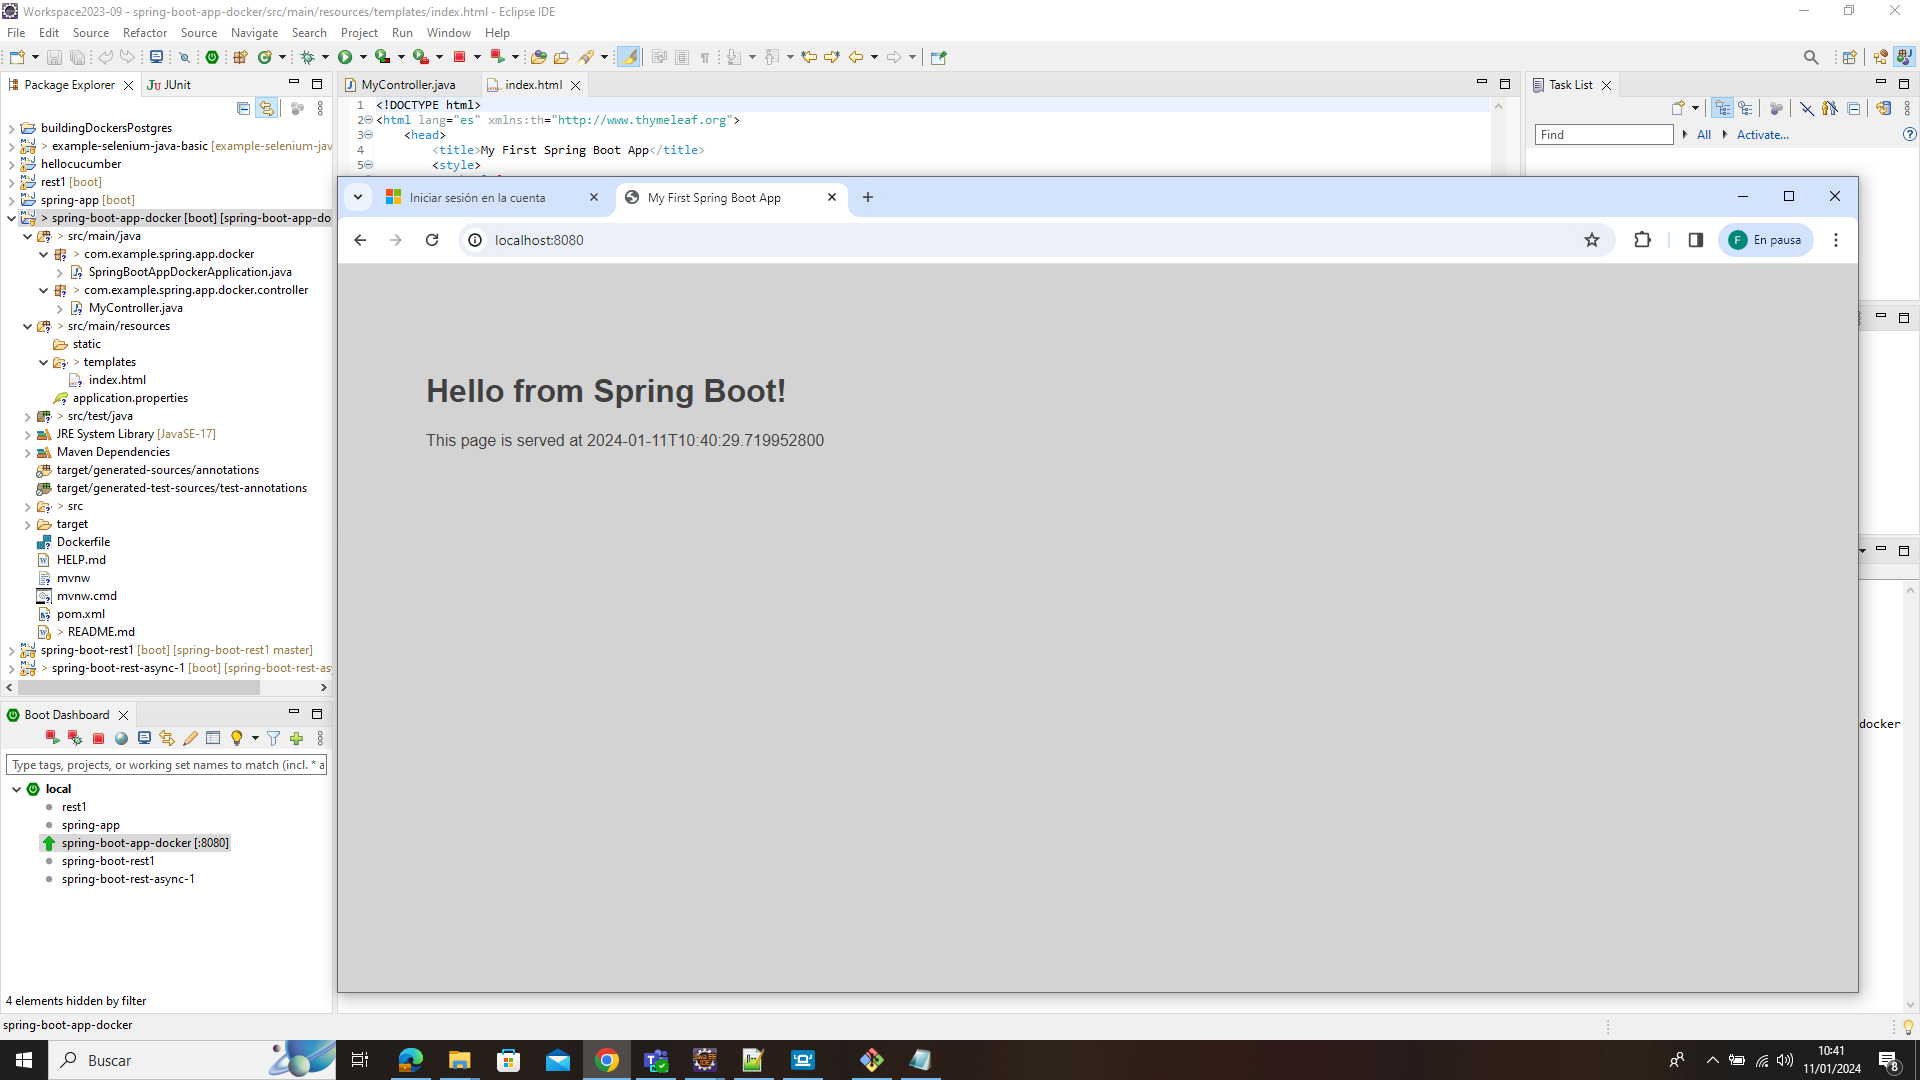 Workspace2023-09 - spring-boot-app-docker/src/main/resources/templates/index.html - Eclipse IDE
File Edit Source Refactor Source Navigate Search Project Run Window Help
Package Explorer
JUnit
MyController.java
index.html
Task List
buildingDockersPostgres
> example-selenium-java-basic [example-selenium-jav
hellocucumber
rest1 [boot]
spring-app [boot]
> spring-boot-app-docker [boot] [spring-boot-app-do
> src/main/java
> com.example.spring.app.docker
SpringBootAppDockerApplication.java
> com.example.spring.app.docker.controller
MyController.java
> src/main/resources
static
> templates
index.html
application.properties
> src/test/java
JRE System Library [JavaSE-17]
Maven Dependencies
target/generated-sources/annotations
target/generated-test-sources/test-annotations
> src
target
Dockerfile
HELP.md
mvnw
mvnw.cmd
pom.xml
> README.md
spring-boot-rest1 [boot] [spring-boot-rest1 master]
> spring-boot-rest-async-1 [boot] [spring-boot-rest-as
1 <!DOCTYPE html>
2 <html lang="es" xmlns:th="http://www.thymeleaf.org">
3 <head>
4 <title>My First Spring Boot App</title>
5 <style>
Find
All
Activate...
Iniciar sesión en la cuenta
My First Spring Boot App
localhost:8080
F En pausa
Hello from Spring Boot!
This page is served at 2024-01-11T10:40:29.719952800
docker
Boot Dashboard
Type tags, projects, or working set names to match (incl. * a
local
rest1
spring-app
spring-boot-app-docker [:8080]
spring-boot-rest1
spring-boot-rest-async-1
4 elements hidden by filter
spring-boot-app-docker
Buscar
10:41
11/01/2024
8